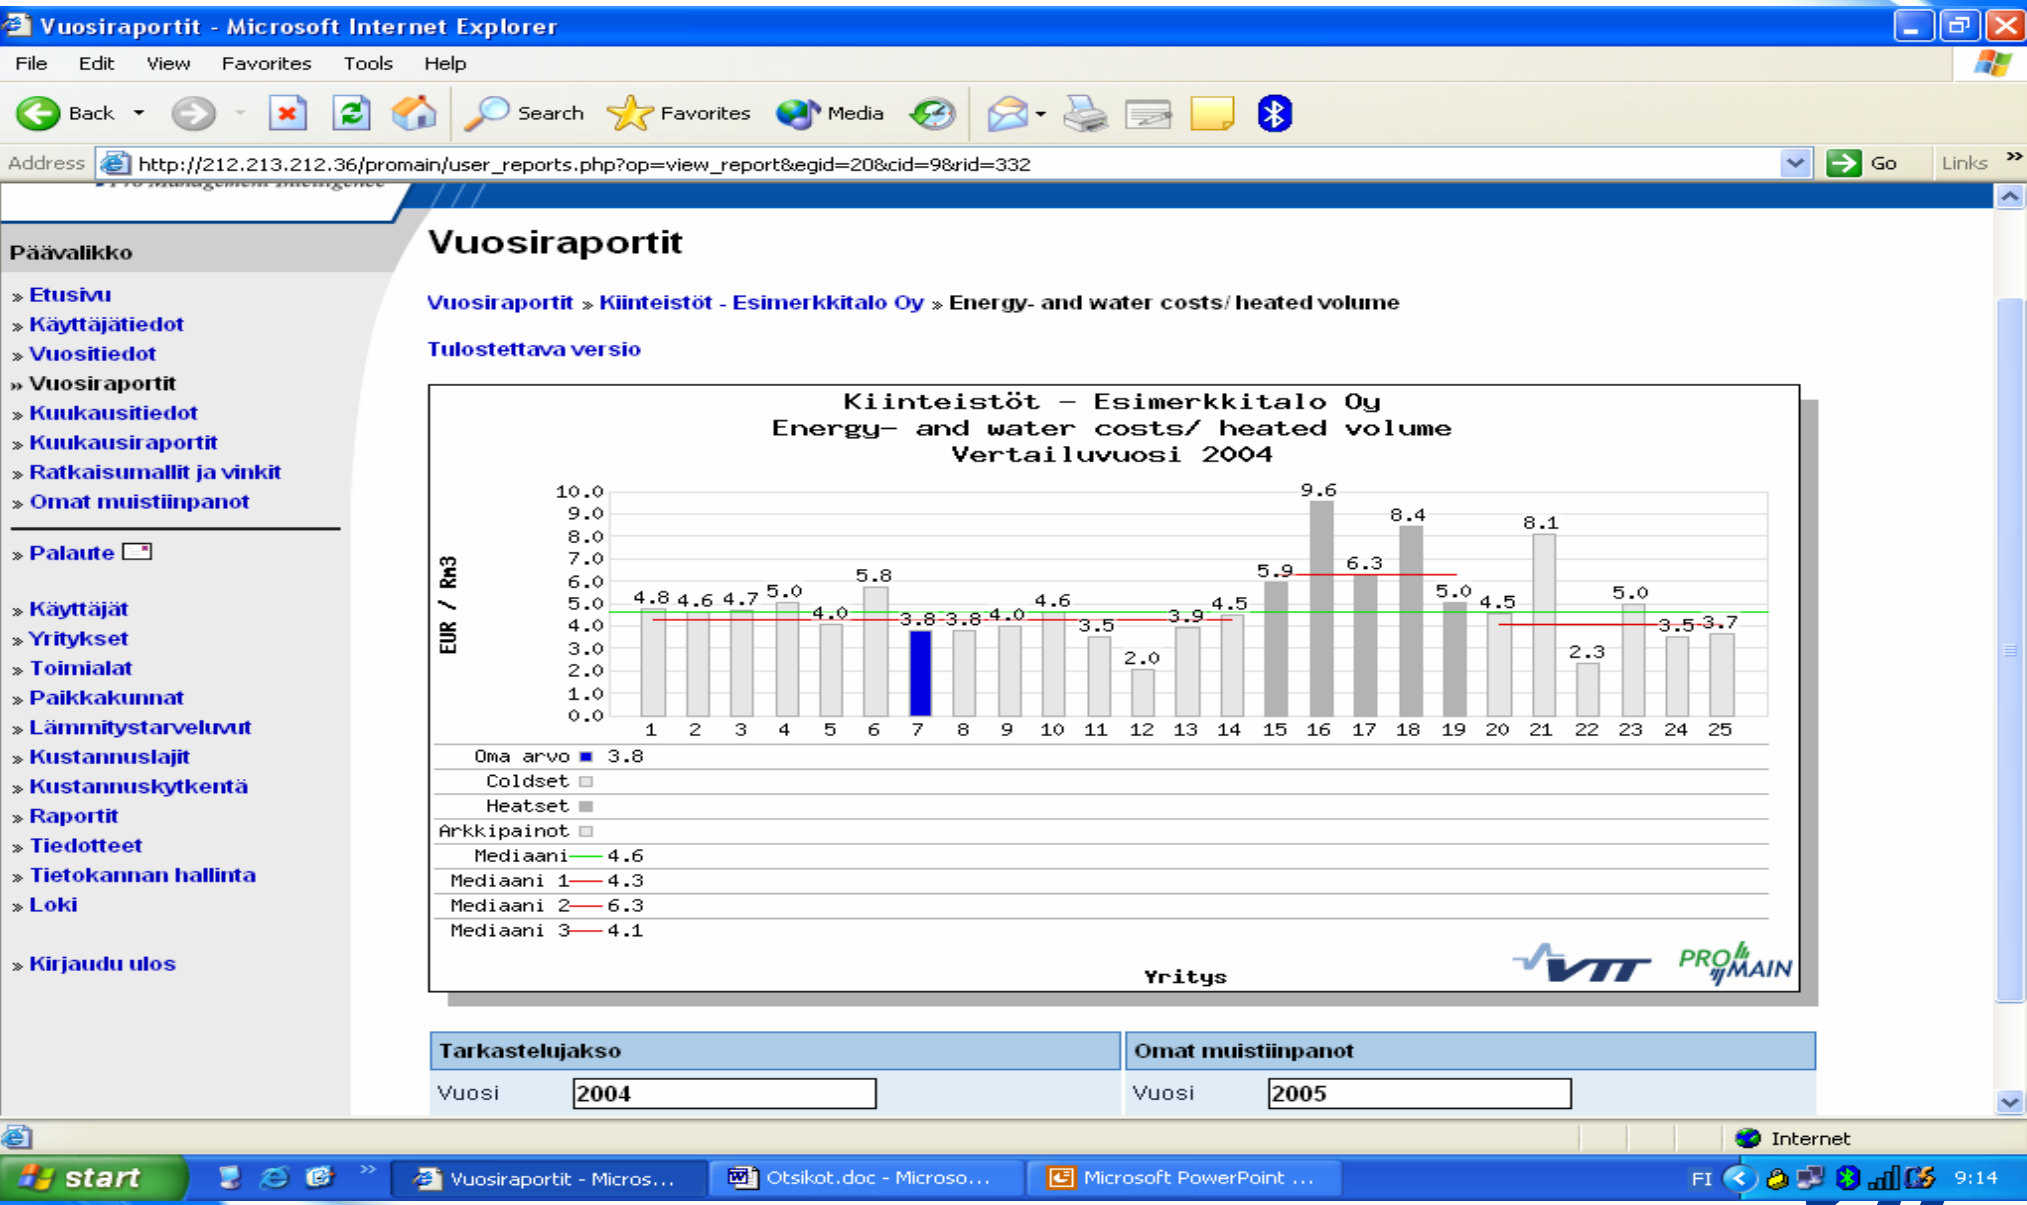 Vuosiraportit - Microsoft Internet Explorer
File Edit View Favorites Tools Help
Back Search Favorites Media
Address http://212.213.212.36/promain/user_reports.php?op=view_report&egid=20&cid=9&rid=332 Go Links »
Pro Management Intelligence
Päävalikko
» Etusivu
» Käyttäjätiedot
» Vuositiedot
» Vuosiraportit
» Kuukausitiedot
» Kuukausiraportit
» Ratkaisumallit ja vinkit
» Omat muistiinpanot
» Palaute
» Käyttäjät
» Yritykset
» Toimialat
» Paikkakunnat
» Lämmitystarveluvut
» Kustannuslajit
» Kustannuskytkentä
» Raportit
» Tiedotteet
» Tietokannan hallinta
» Loki
» Kirjaudu ulos
Vuosiraportit
Vuosiraportit » Kiinteistöt - Esimerkkitalo Oy » Energy- and water costs/ heated volume
Tulostettava versio
Kiinteistöt - Esimerkkitalo Oy
Energy- and water costs/ heated volume
Vertailuvuosi 2004
EUR / Rm3
10.0
9.0
8.0
7.0
6.0
5.0
4.0
3.0
2.0
1.0
0.0
4.8 4.6 4.7 5.0 4.0 5.8 3.8 3.8 4.0 4.6 3.5 2.0 3.9 4.5 5.9 9.6 6.3 8.4 5.0 4.5 8.1 2.3 5.0 3.5 3.7
1 2 3 4 5 6 7 8 9 10 11 12 13 14 15 16 17 18 19 20 21 22 23 24 25
Oma arvo 3.8
Coldset
Heatset
Arkkipainot
Mediaani 4.6
Mediaani 1 4.3
Mediaani 2 6.3
Mediaani 3 4.1
Yritys
VTT
PRO MAIN
Tarkastelujakso Omat muistiinpanot
Vuosi 2004 Vuosi 2005
Internet
start » Vuosiraportit - Micros... Otsikot.doc - Microso... Microsoft PowerPoint ... FI 9:14